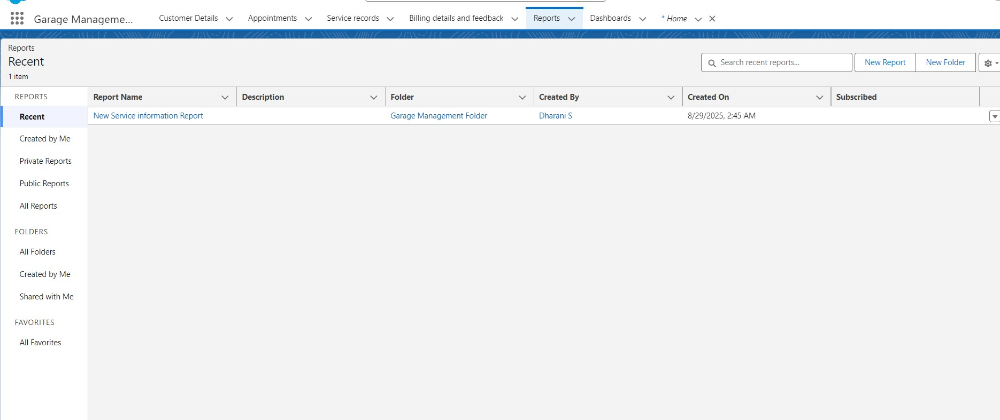 Garage Manageme...
Customer Details
Appointments
Service records
Billing details and feedback
Reports
Dashboards
* Home
Reports
Recent
1 item
Search recent reports...
New Report
New Folder
REPORTS
Recent
Created by Me
Private Reports
Public Reports
All Reports
FOLDERS
All Folders
Created by Me
Shared with Me
FAVORITES
All Favorites
Report Name
Description
Folder
Created By
Created On
Subscribed
New Service information Report
Garage Management Folder
Dharani S
8/29/2025, 2:45 AM